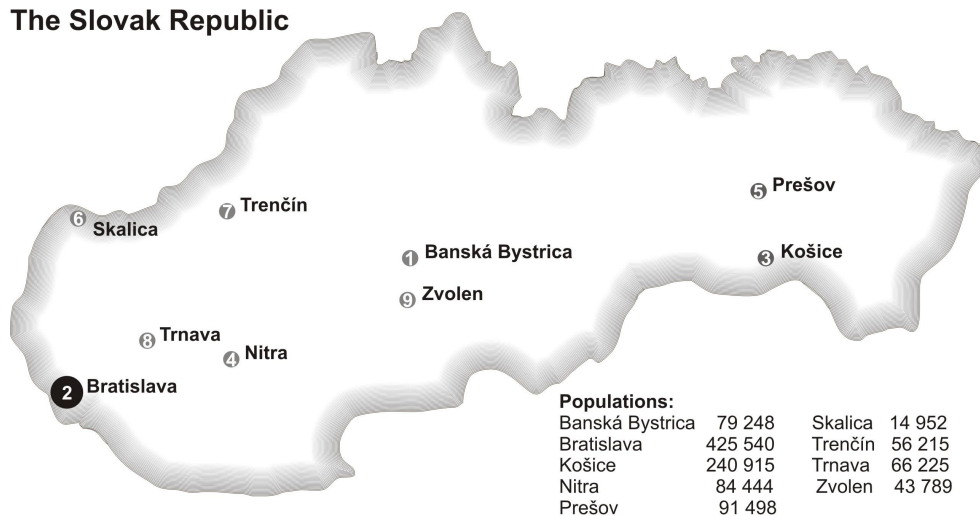 The Slovak Republic
5 Prešov
7 Trenčín
6 Skalica
1 Banská Bystrica
3 Košice
9 Zvolen
8 Trnava
4 Nitra
2 Bratislava
Populations:
Banská Bystrica 79 248 Skalica 14 952
Bratislava 425 540 Trenčín 56 215
Košice 240 915 Trnava 66 225
Nitra 84 444 Zvolen 43 789
Prešov 91 498